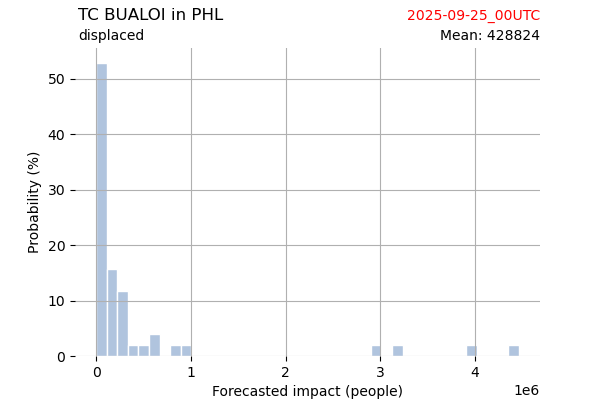 TC BUALOI in PHL
2025-09-25_00UTC
displaced
Mean: 428824
Probability (%)
50
40
30
20
10
0
0 1 2 3 4
1e6
Forecasted impact (people)